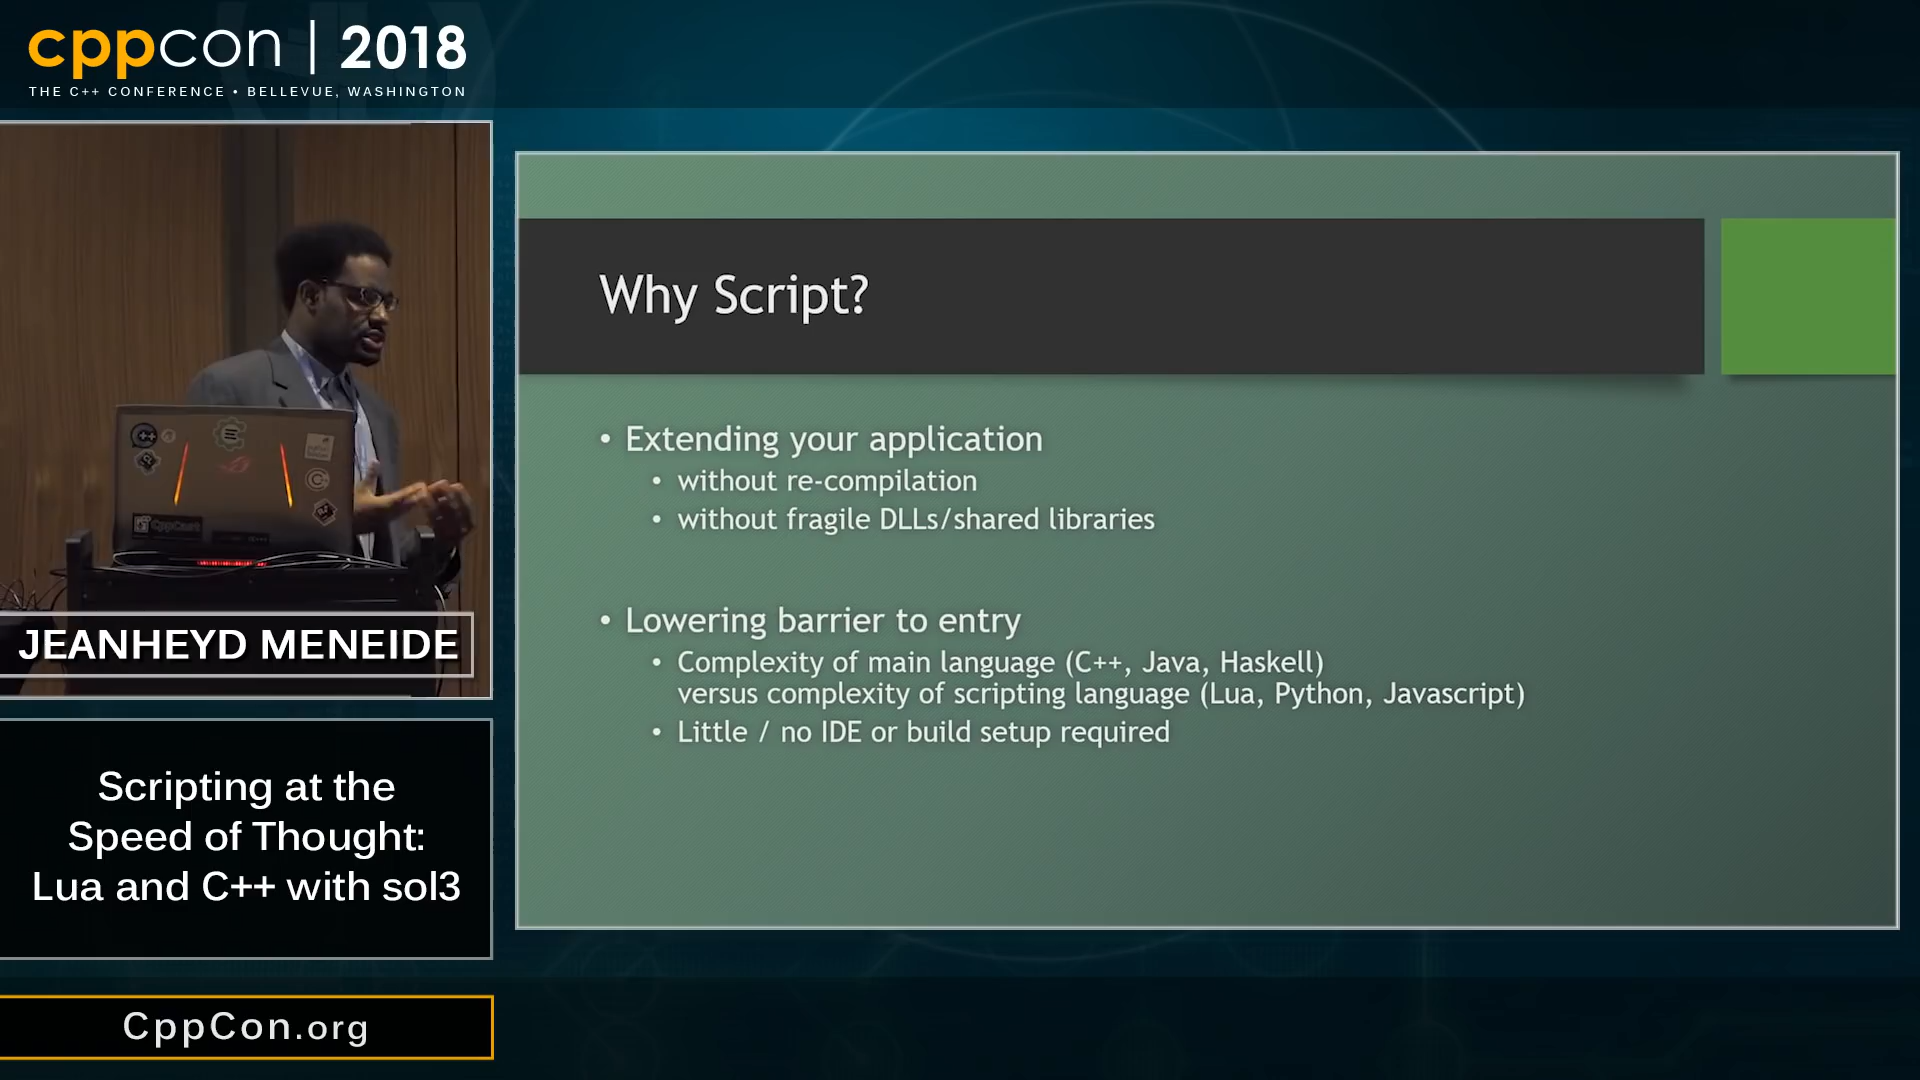 cppcon | 2018
THE C++ CONFERENCE • BELLEVUE, WASHINGTON
C++
CppCast
JEANHEYD MENEIDE
Scripting at the
Speed of Thought:
Lua and C++ with sol3
CppCon.org
Why Script?
• Extending your application
• without re-compilation
• without fragile DLLs/shared libraries
• Lowering barrier to entry
• Complexity of main language (C++, Java, Haskell)
versus complexity of scripting language (Lua, Python, Javascript)
• Little / no IDE or build setup required